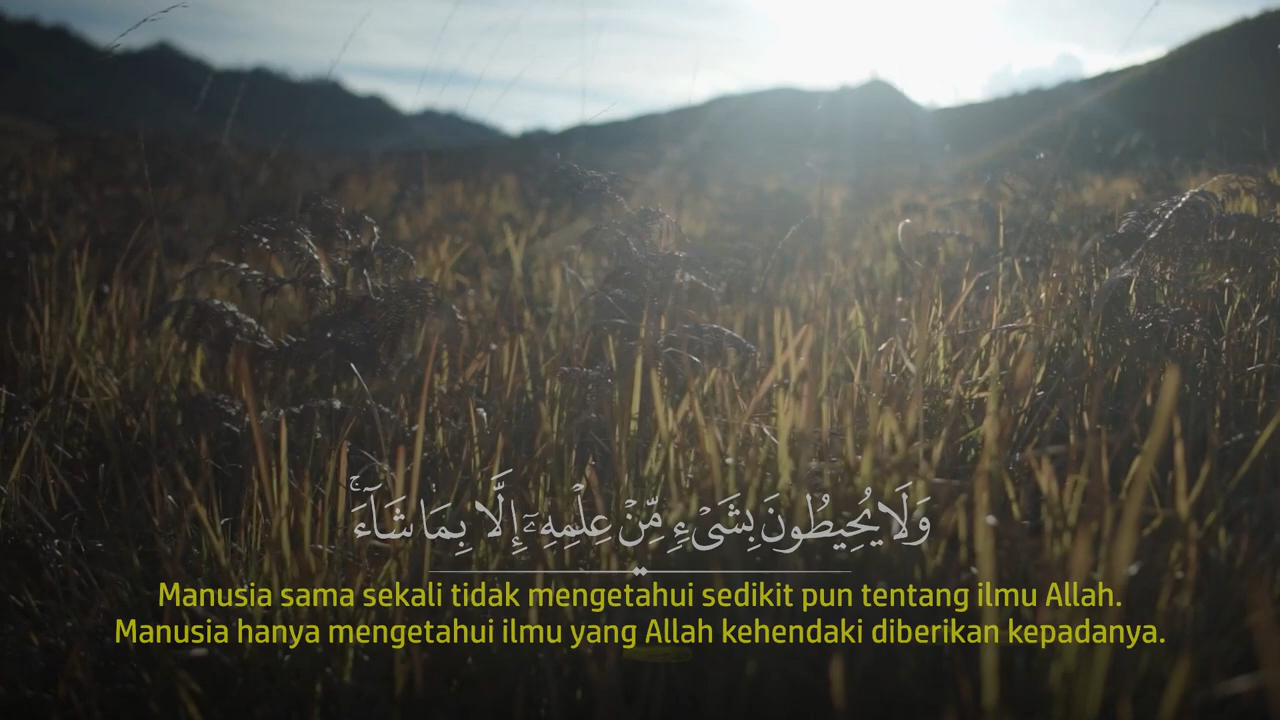 وَلَا يُحِيطُونَ بِشَىْءٍ مِّنْ عِلْمِهِۦٓ إِلَّا بِمَا شَآءَ ۚ
Manusia sama sekali tidak mengetahui sedikit pun tentang ilmu Allah.
Manusia hanya mengetahui ilmu yang Allah kehendaki diberikan kepadanya.